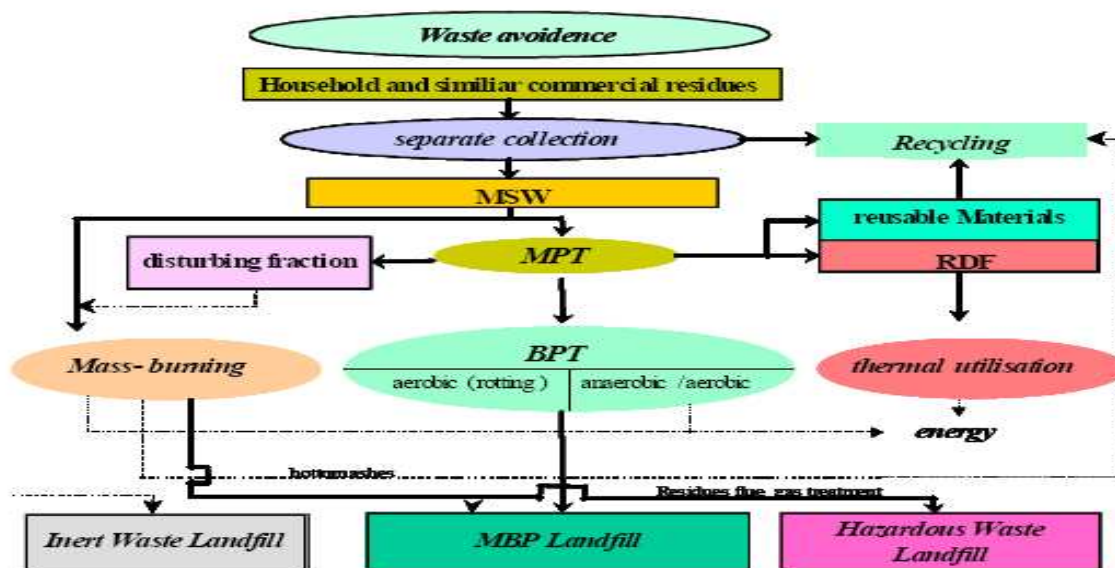 Waste avoidence
Household and similiar commercial residues
separate collection
Recycling
MSW
reusable Materials
disturbing fraction
MPT
RDF
Mass- burning
BPT
aerobic (rotting )
anaerobic /aerobic
thermal utilisation
energy
bottomashes
Residues flue gas treatment
Inert Waste Landfill
MBP Landfill
Hazardous Waste
Landfill